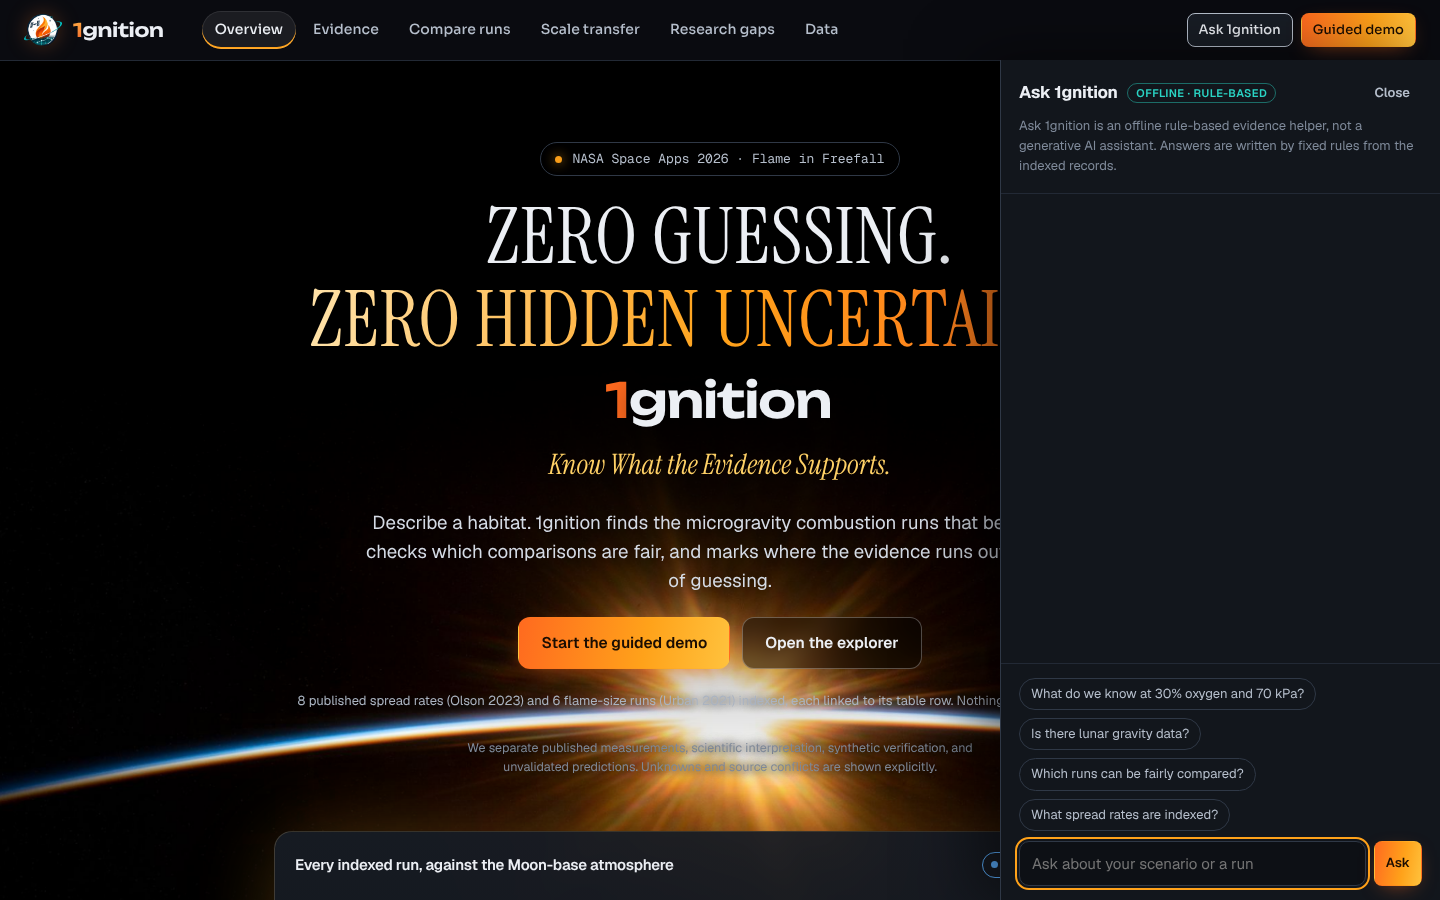 1gnition
Overview
Evidence
Compare runs
Scale transfer
Research gaps
Data
Ask 1gnition
Guided demo
NASA Space Apps 2026 · Flame in Freefall
ZERO GUESSING.
ZERO HIDDEN UNCERTAI
1gnition
Know What the Evidence Supports.
Describe a habitat. 1gnition finds the microgravity combustion runs that be
checks which comparisons are fair, and marks where the evidence runs ou
of guessing.
Start the guided demo
Open the explorer
8 published spread rates (Olson 2023) and 6 flame-size runs (Urban 2021) indexed, each linked to its table row. Nothing
We separate published measurements, scientific interpretation, synthetic verification, and
unvalidated predictions. Unknowns and source conflicts are shown explicitly.
Every indexed run, against the Moon-base atmosphere
Ask 1gnition
OFFLINE · RULE-BASED
Close
Ask 1gnition is an offline rule-based evidence helper, not a
generative AI assistant. Answers are written by fixed rules from the
indexed records.
What do we know at 30% oxygen and 70 kPa?
Is there lunar gravity data?
Which runs can be fairly compared?
What spread rates are indexed?
Ask about your scenario or a run
Ask